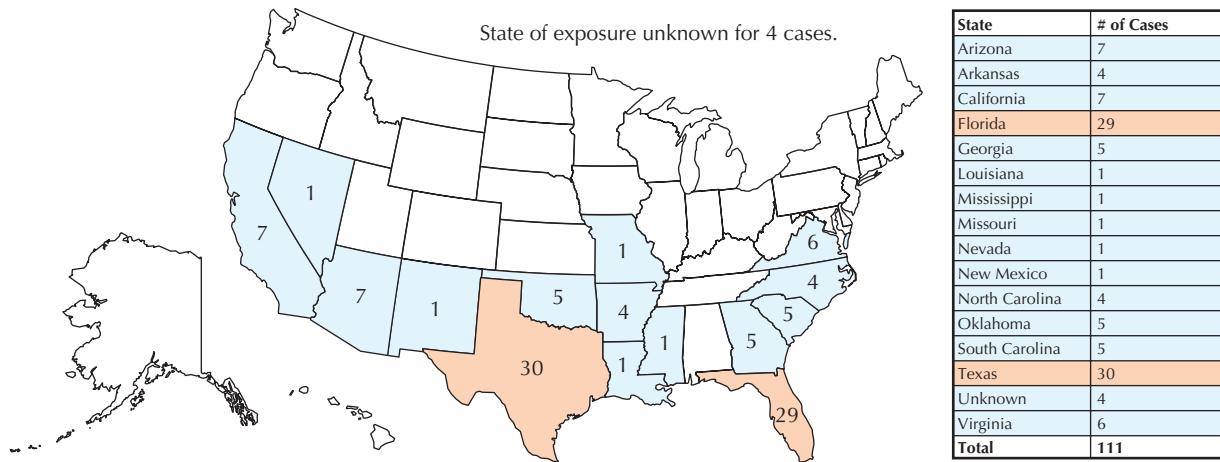 State of exposure unknown for 4 cases.
1
7
7
1
5
30
1
4
1
1
5
5
4
6
29
State # of Cases
Arizona 7
Arkansas 4
California 7
Florida 29
Georgia 5
Louisiana 1
Mississippi 1
Missouri 1
Nevada 1
New Mexico 1
North Carolina 4
Oklahoma 5
South Carolina 5
Texas 30
Unknown 4
Virginia 6
Total 111